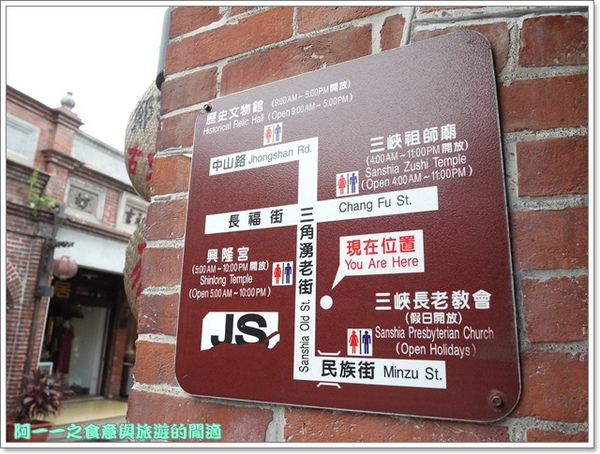 歷史文物館 (8:00AM~5:00PM開放)
Historical Relic Hall (Open 8:00AM~5:00PM)
中山路 Jhongshan Rd.
三峽祖師廟
(4:00AM~11:00PM開放)
Sanshia Zushi Temple
(Open 4:00AM~11:00PM)
長福街
Chang Fu St.
三角湧老街
Sanshia Old St.
興隆宮
(5:00AM~10:00PM開放)
Shinlong Temple
(Open 5:00AM~10:00PM)
現在位置
You Are Here
JS
三峽長老教會
(假日開放)
Sanshia Presbyterian Church
(Open Holidays)
民族街 Minzu St.
阿一一之食意與旅遊的閒適